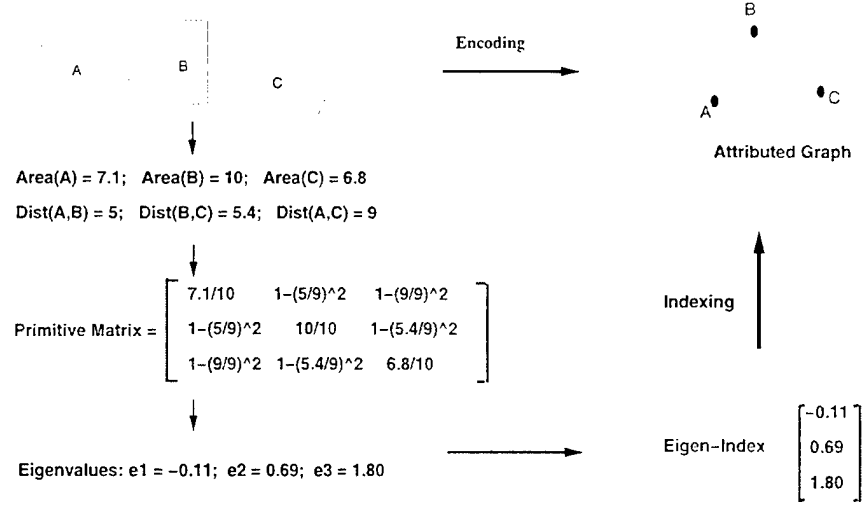 B
A B C
Encoding
A C
Attributed Graph
Area(A) = 7.1; Area(B) = 10; Area(C) = 6.8
Dist(A,B) = 5; Dist(B,C) = 5.4; Dist(A,C) = 9
Primitive Matrix =
7.1/10 1−(5/9)^2 1−(9/9)^2
1−(5/9)^2 10/10 1−(5.4/9)^2
1−(9/9)^2 1−(5.4/9)^2 6.8/10
Indexing
Eigenvalues: e1 = −0.11; e2 = 0.69; e3 = 1.80
Eigen−Index
−0.11
0.69
1.80